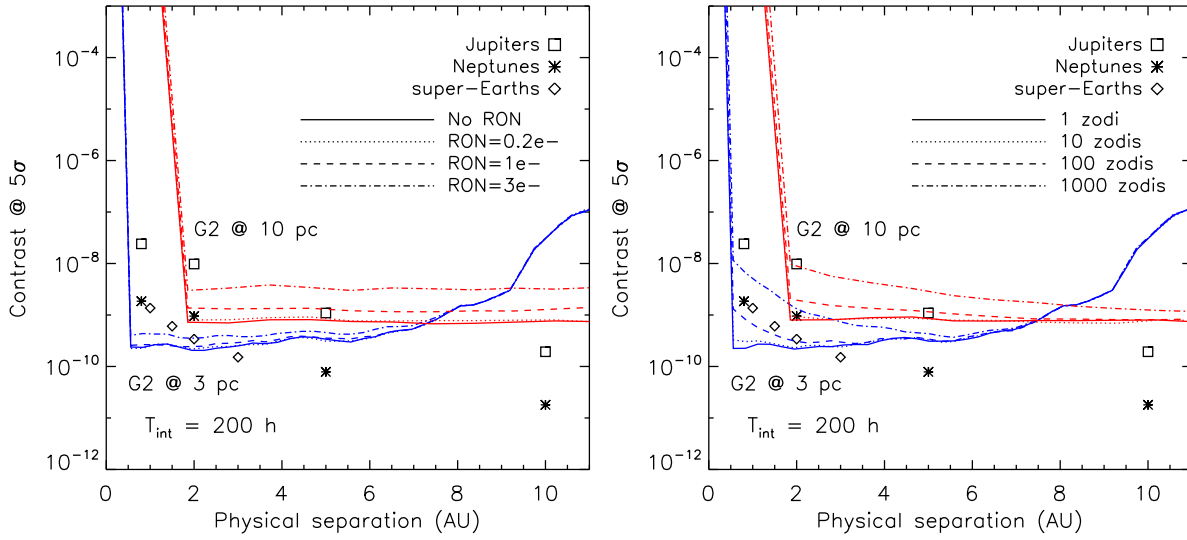 Contrast @ 5σ
10⁻⁴
10⁻⁶
10⁻⁸
10⁻¹⁰
10⁻¹²
Jupiters
Neptunes
super-Earths
No RON
RON=0.2e-
RON=1e-
RON=3e-
G2 @ 10 pc
G2 @ 3 pc
T_int = 200 h
0 2 4 6 8 10
Physical separation (AU)
Contrast @ 5σ
10⁻⁴
10⁻⁶
10⁻⁸
10⁻¹⁰
10⁻¹²
Jupiters
Neptunes
super-Earths
1 zodi
10 zodis
100 zodis
1000 zodis
G2 @ 10 pc
G2 @ 3 pc
T_int = 200 h
0 2 4 6 8 10
Physical separation (AU)